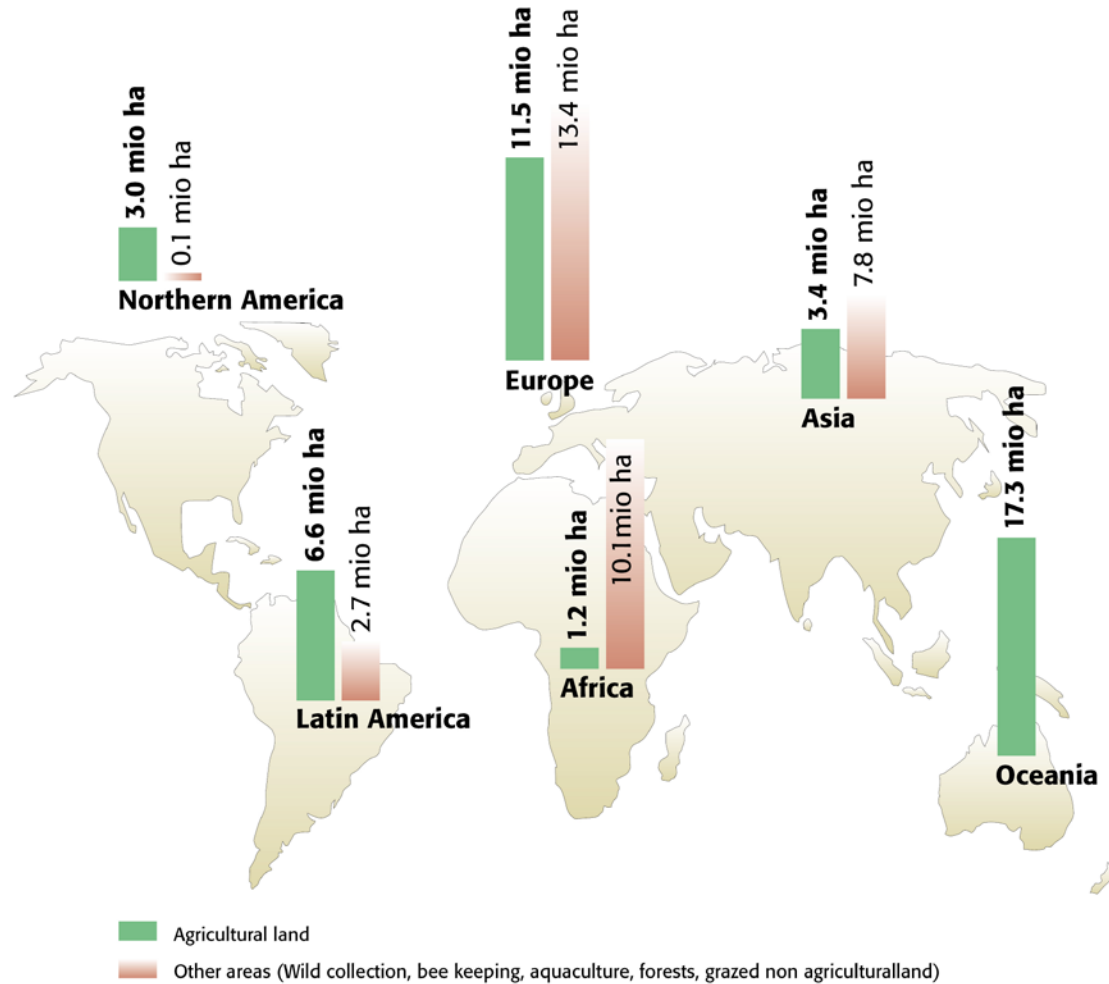 3.0 mio ha
0.1 mio ha
Northern America
11.5 mio ha
13.4 mio ha
Europe
3.4 mio ha
7.8 mio ha
Asia
6.6 mio ha
2.7 mio ha
Latin America
1.2 mio ha
10.1mio ha
Africa
17.3 mio ha
Oceania
Agricultural land
Other areas (Wild collection, bee keeping, aquaculture, forests, grazed non agriculturalland)